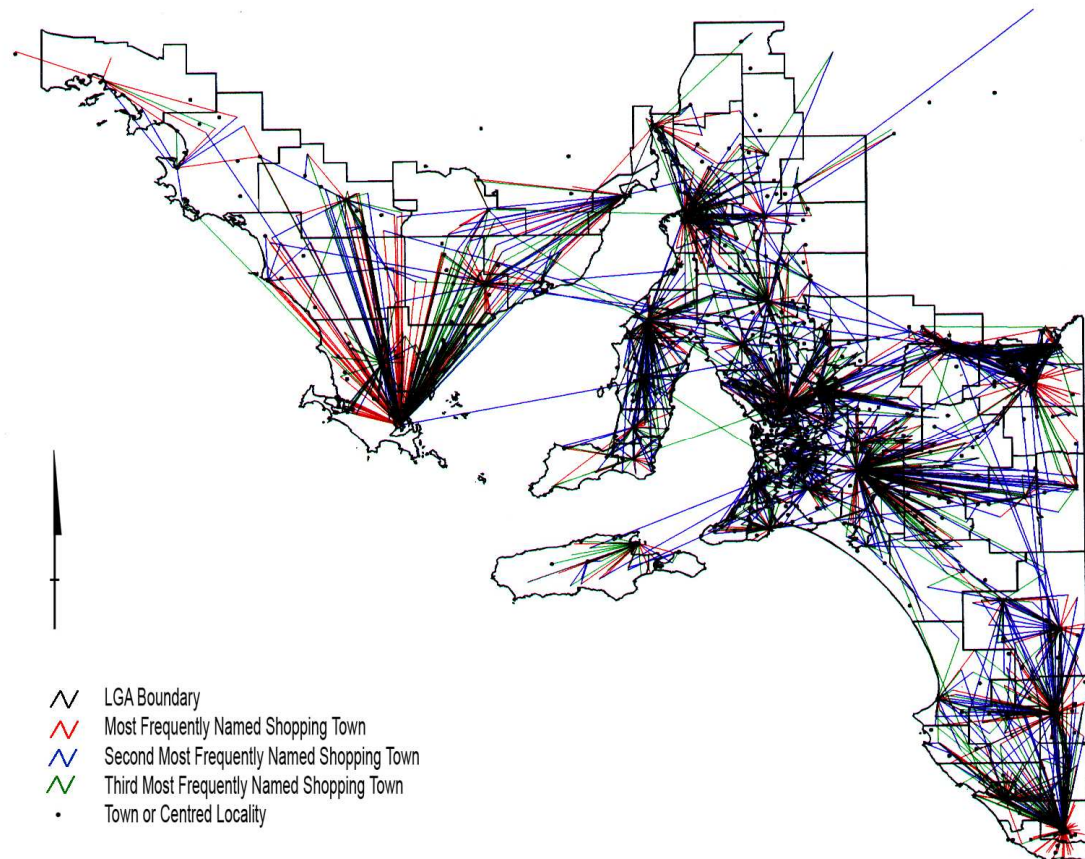 LGA Boundary
Most Frequently Named Shopping Town
Second Most Frequently Named Shopping Town
Third Most Frequently Named Shopping Town
Town or Centred Locality